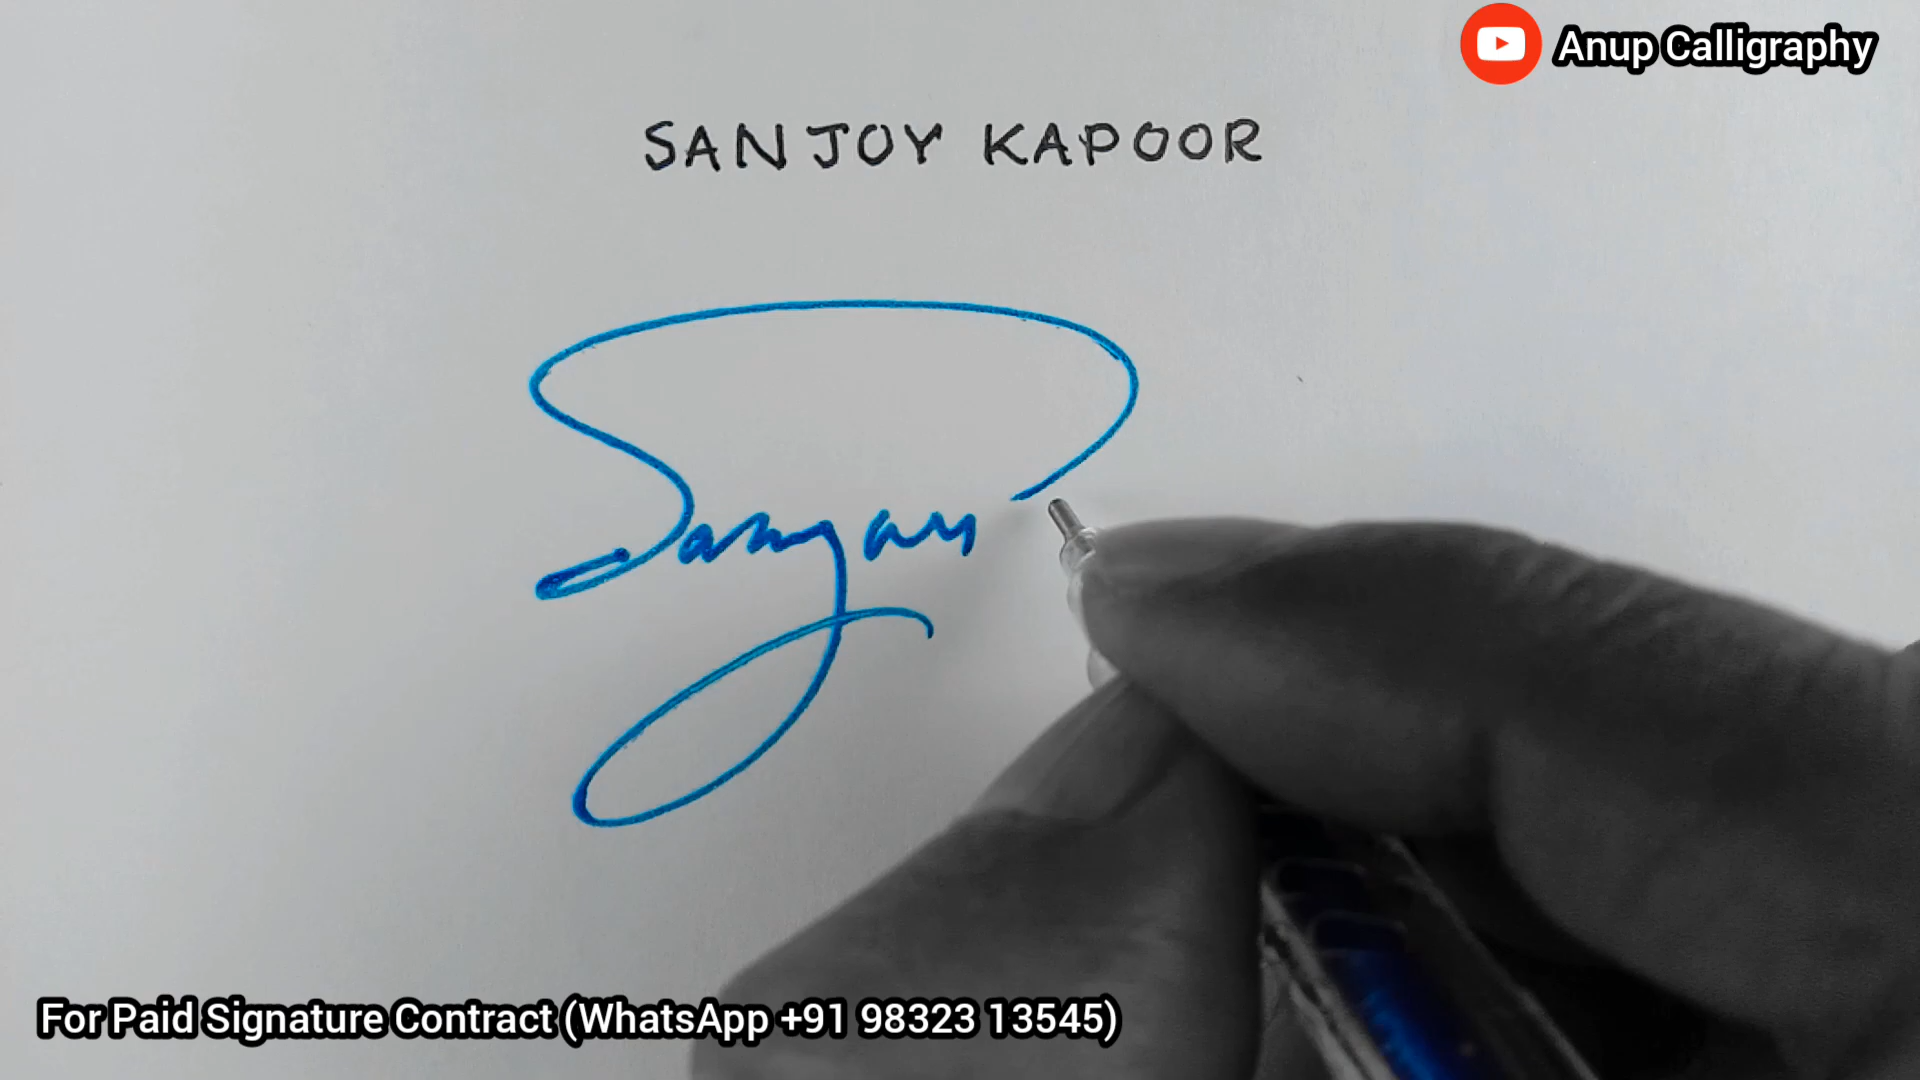 Anup Calligraphy
SANJOY KAPOOR
For Paid Signature Contract (WhatsApp +91 98323 13545)